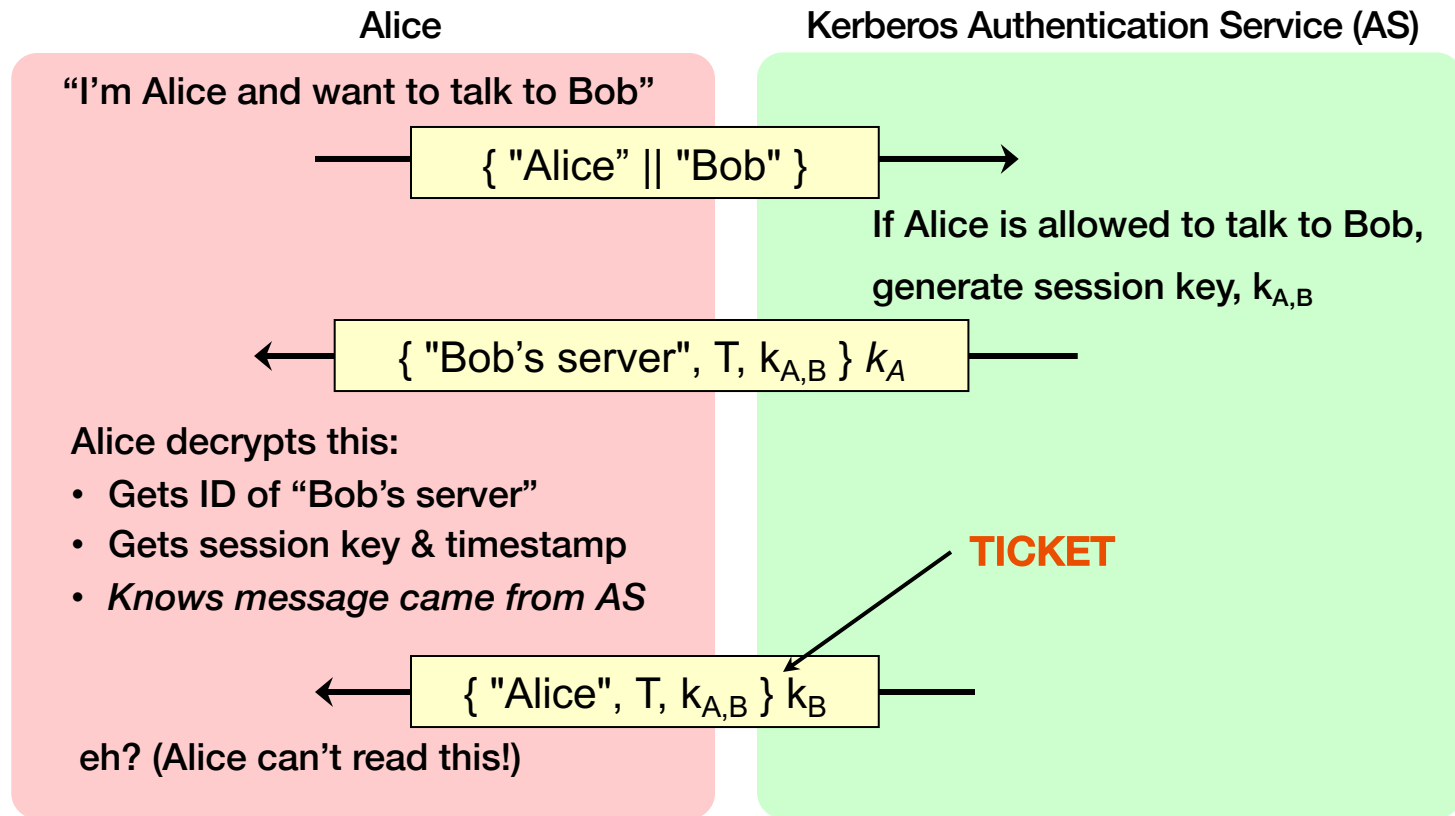 Alice
Kerberos Authentication Service (AS)
“I’m Alice and want to talk to Bob”
{ "Alice” || "Bob" }
If Alice is allowed to talk to Bob,
generate session key, kA,B
{ "Bob’s server", T, kA,B } kA
Alice decrypts this:
• Gets ID of “Bob’s server”
• Gets session key & timestamp
• Knows message came from AS
TICKET
{ "Alice", T, kA,B } kB
eh? (Alice can’t read this!)